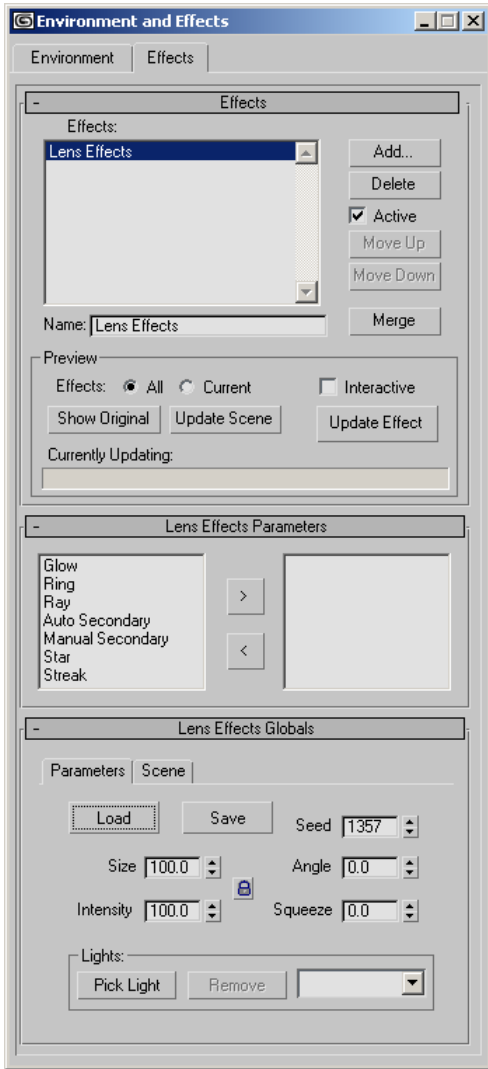 Environment and Effects
Environment Effects
- Effects
Effects:
Lens Effects
Add...
Delete
Active
Move Up
Move Down
Name: Lens Effects
Merge
Preview
Effects: All Current Interactive
Show Original Update Scene Update Effect
Currently Updating:
- Lens Effects Parameters
Glow
Ring
Ray
Auto Secondary
Manual Secondary
Star
Streak
>
<
- Lens Effects Globals
Parameters Scene
Load Save Seed 1357
Size 100.0 Angle 0.0
Intensity 100.0 Squeeze 0.0
Lights:
Pick Light Remove